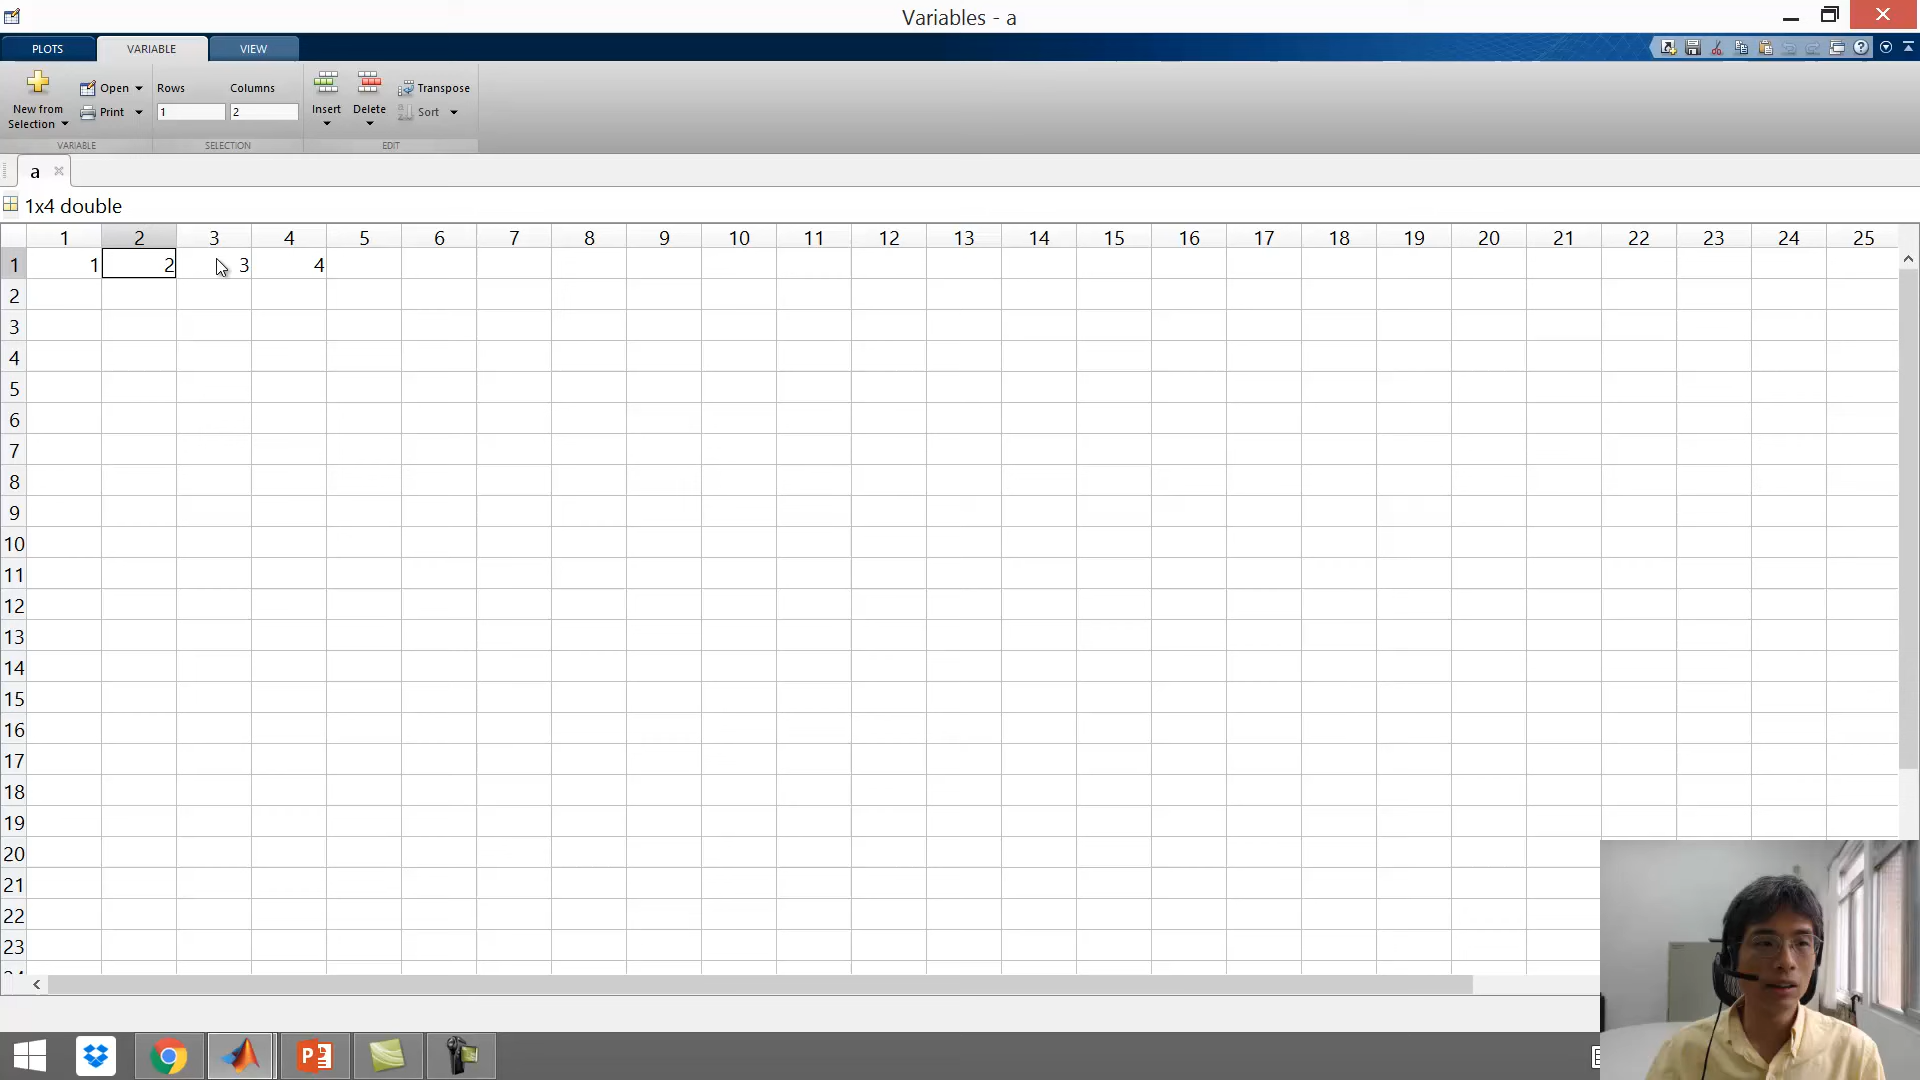 Variables - a
PLOTS VARIABLE VIEW
New from Selection Open Print Rows Columns Insert Delete Transpose Sort
1 2
VARIABLE SELECTION EDIT
a
1x4 double
1 2 3 4 5 6 7 8 9 10 11 12 13 14 15 16 17 18 19 20 21 22 23 24 25
1 1 2 3 4
2
3
4
5
6
7
8
9
10
11
12
13
14
15
16
17
18
19
20
21
22
23